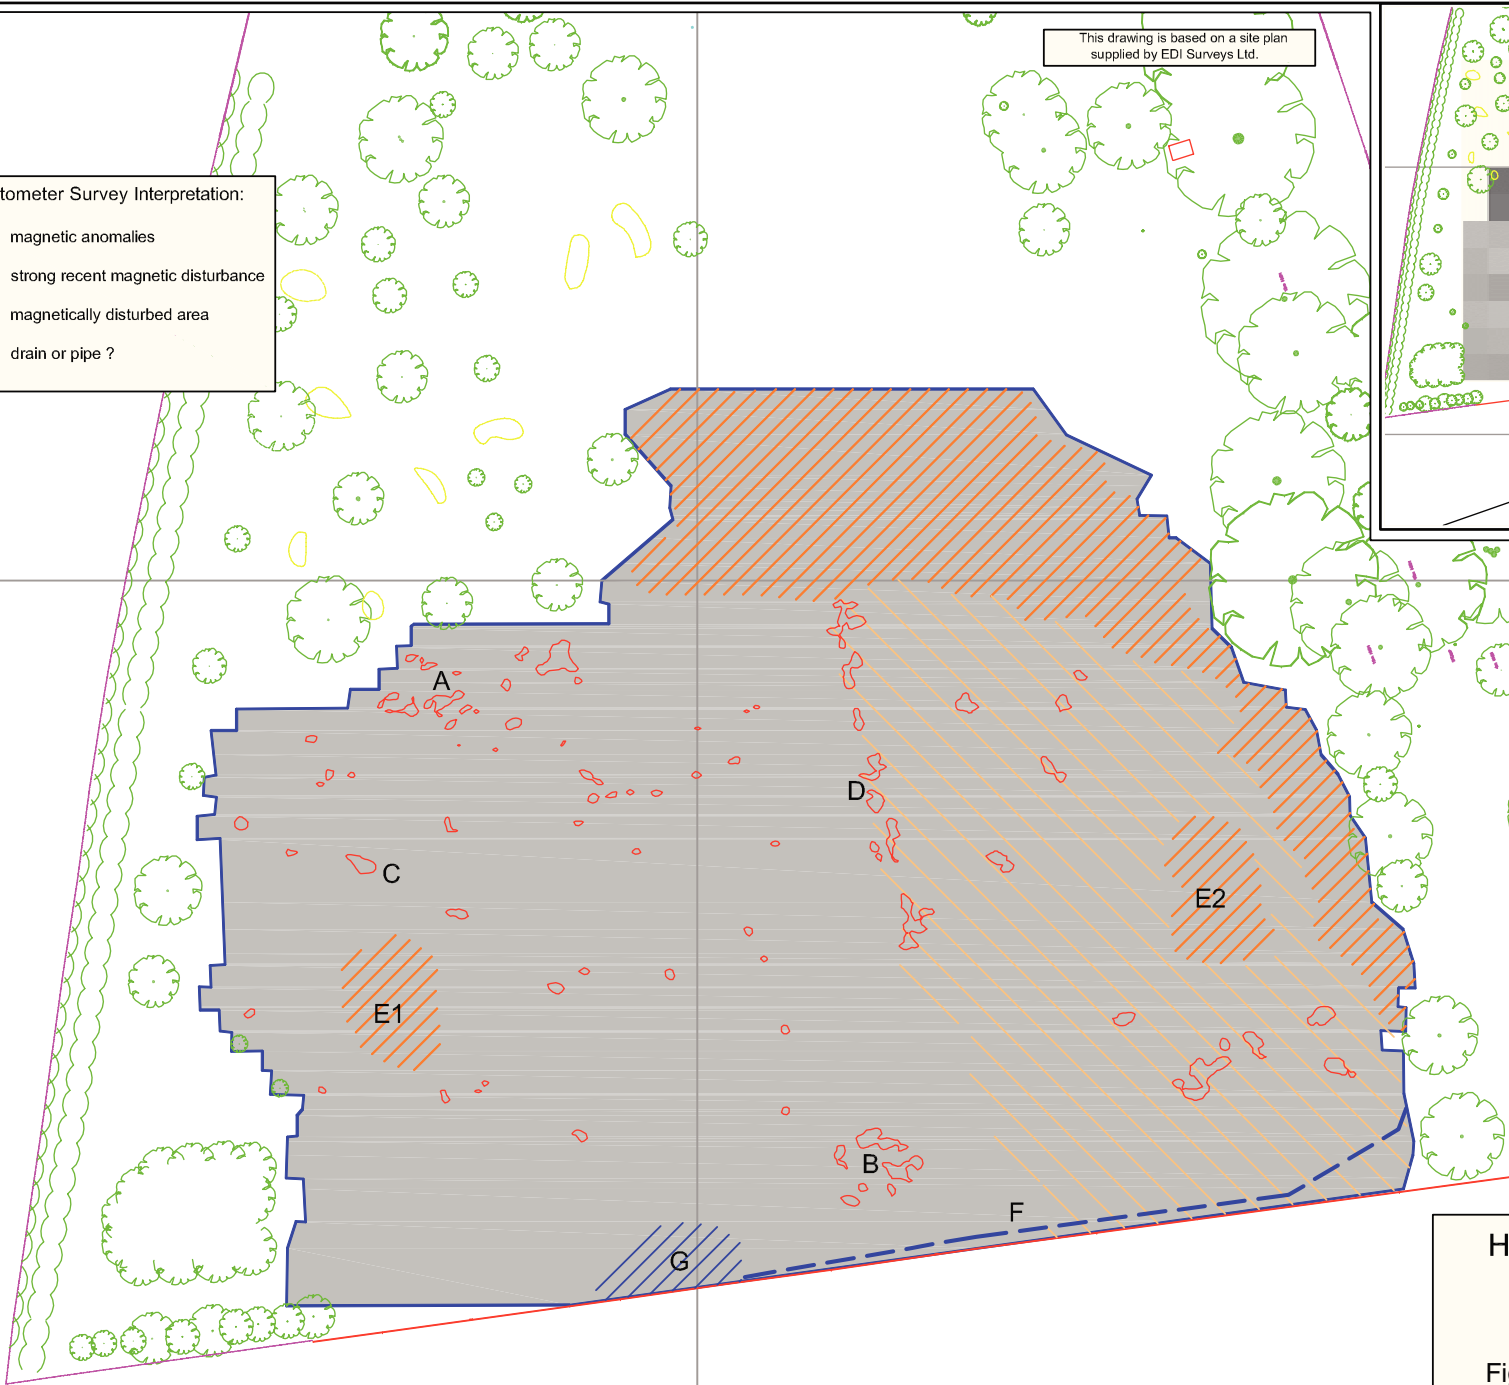 This drawing is based on a site plan
supplied by EDI Surveys Ltd.
tometer Survey Interpretation:
magnetic anomalies
strong recent magnetic disturbance
magnetically disturbed area
drain or pipe ?
A
D
C
E2
E1
B
F
G
H
Fi